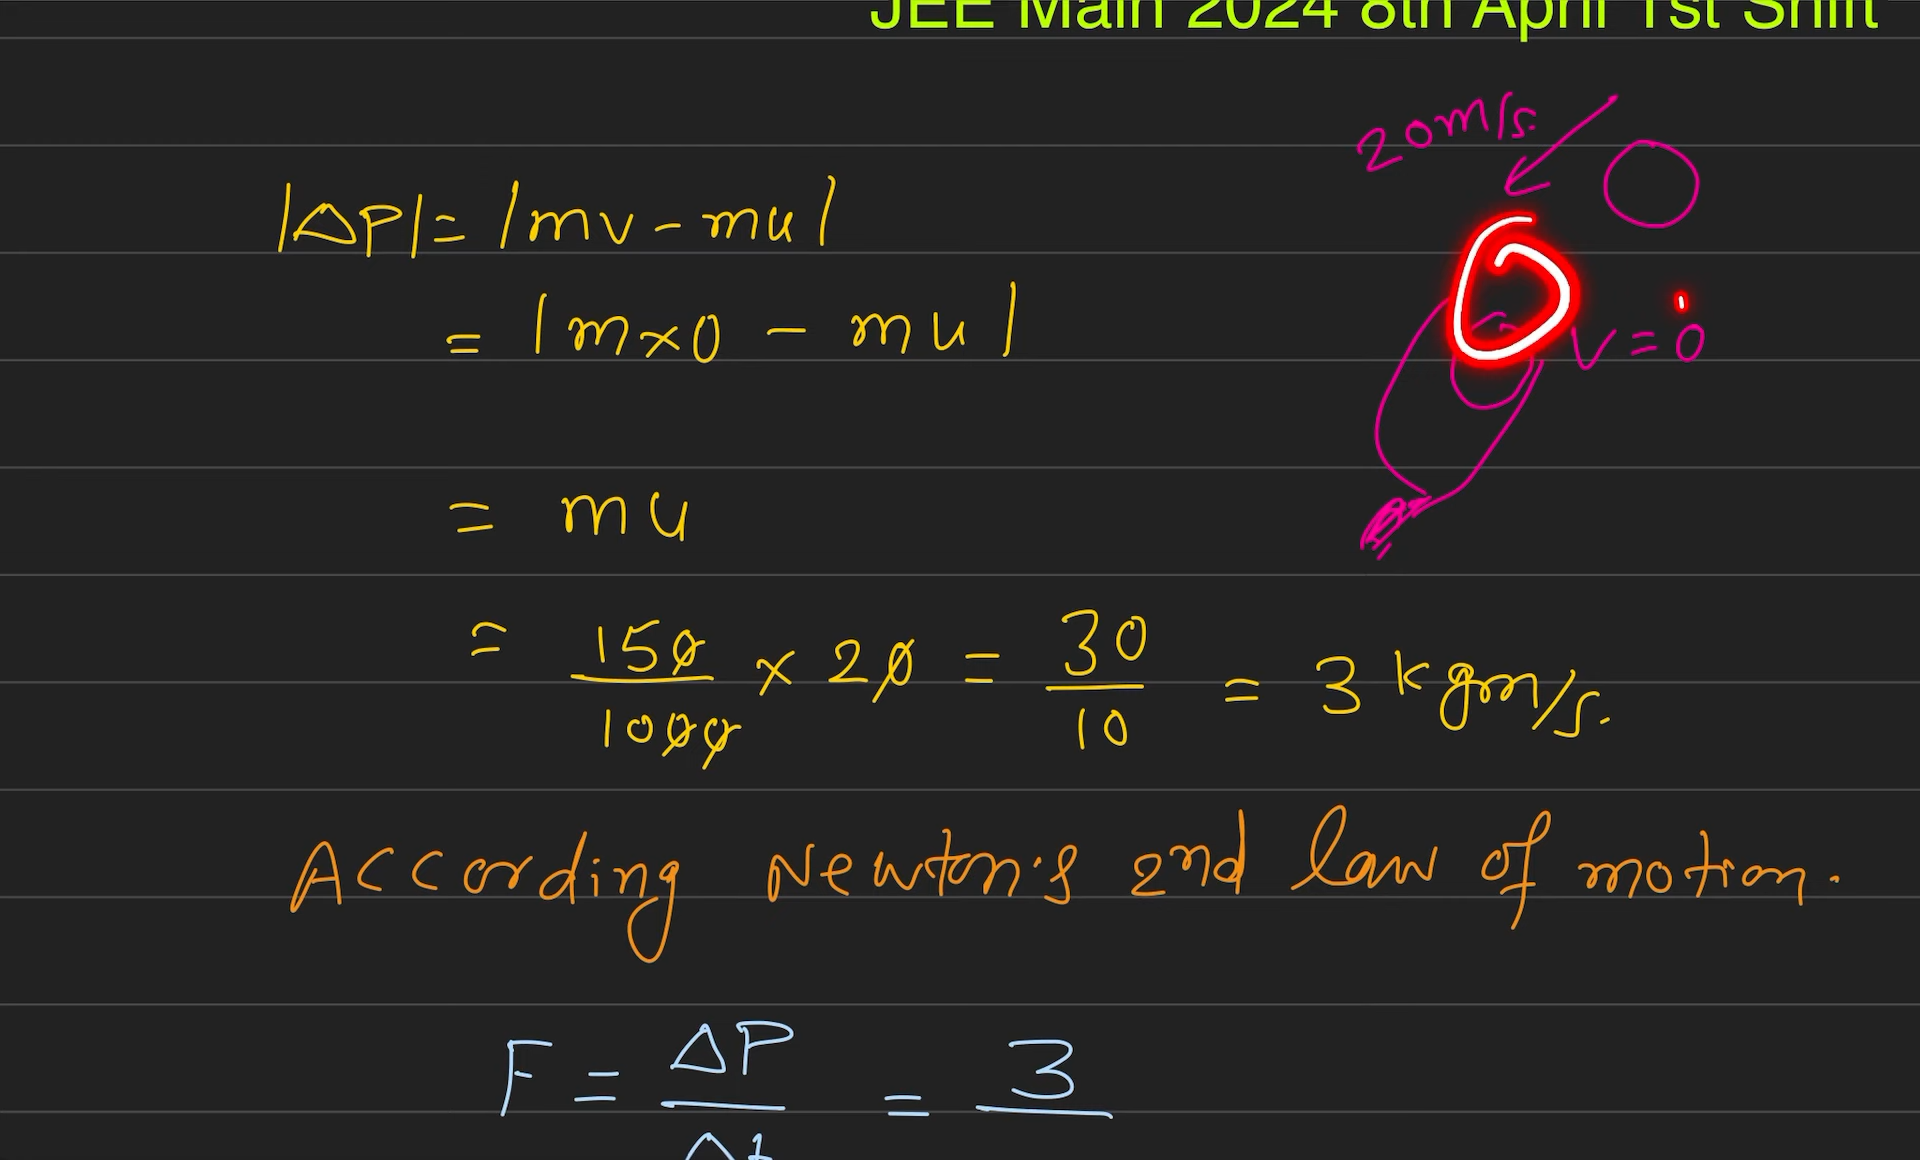 JEE Main 2024 8th April 1st Shift
20m/s.
|ΔP| = |mv - mu|
= |m×0 - mu|
v = 0
= mu
= 150/1000 × 20 = 30/10 = 3 kgm/s.
According Newton's 2nd law of motion.
F = ΔP/Δt = 3